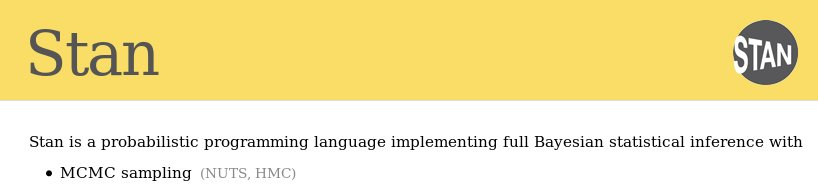 Stan
STAN
Stan is a probabilistic programming language implementing full Bayesian statistical inference with
• MCMC sampling (NUTS, HMC)